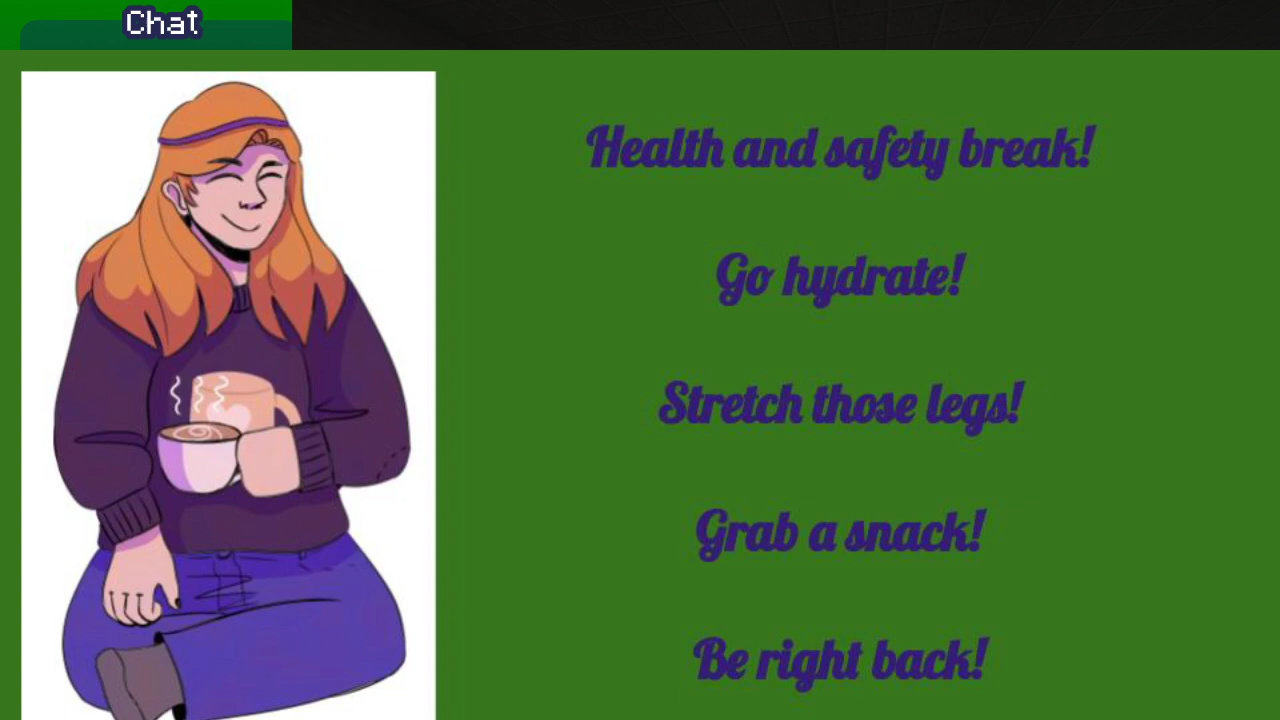 Chat
Health and safety break!
Go hydrate!
Stretch those legs!
Grab a snack!
Be right back!